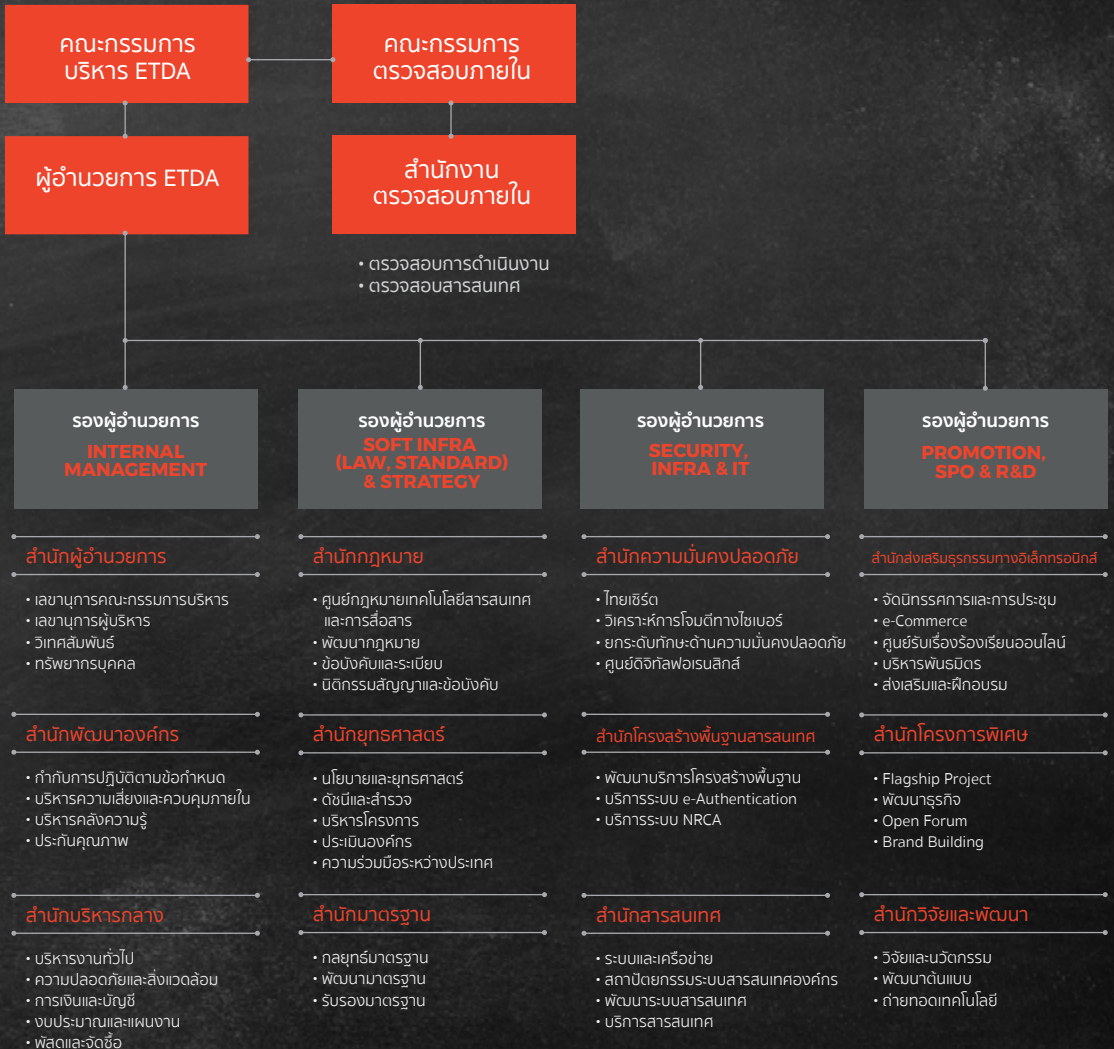 คณะกรรมการ
บริหาร ETDA
คณะกรรมการ
ตรวจสอบภายใน
ผู้อำนวยการ ETDA
สำนักงาน
ตรวจสอบภายใน
• ตรวจสอบการดำเนินงาน
• ตรวจสอบสารสนเทศ
รองผู้อำนวยการ
INTERNAL
MANAGEMENT
รองผู้อำนวยการ
SOFT INFRA
(LAW, STANDARD)
& STRATEGY
รองผู้อำนวยการ
SECURITY,
INFRA & IT
รองผู้อำนวยการ
PROMOTION,
SPO & R&D
สำนักผู้อำนวยการ
• เลขานุการคณะกรรมการบริหาร
• เลขานุการผู้บริหาร
• วิเทศสัมพันธ์
• ทรัพยากรบุคคล
สำนักกฎหมาย
• ศูนย์กฎหมายเทคโนโลยีสารสนเทศ
และการสื่อสาร
• พัฒนากฎหมาย
• ข้อบังคับและระเบียบ
• นิติกรรมสัญญาและข้อบังคับ
สำนักความมั่นคงปลอดภัย
• ไทยเซิร์ต
• วิเคราะห์การโจมตีทางไซเบอร์
• ยกระดับทักษะด้านความมั่นคงปลอดภัย
• ศูนย์ดิจิทัลฟอเรนสิกส์
สำนักส่งเสริมธุรกรรมทางอิเล็กทรอนิกส์
• จัดนิทรรศการและการประชุม
• e-Commerce
• ศูนย์รับเรื่องร้องเรียนออนไลน์
• บริหารพันธมิตร
• ส่งเสริมและฝึกอบรม
สำนักพัฒนาองค์กร
• กำกับการปฏิบัติตามข้อกำหนด
• บริหารความเสี่ยงและควบคุมภายใน
• บริหารคลังความรู้
• ประกันคุณภาพ
สำนักยุทธศาสตร์
• นโยบายและยุทธศาสตร์
• ดัชนีและสำรวจ
• บริหารโครงการ
• ประเมินองค์กร
• ความร่วมมือระหว่างประเทศ
สำนักโครงสร้างพื้นฐานสารสนเทศ
• พัฒนาบริการโครงสร้างพื้นฐาน
• บริการระบบ e-Authentication
• บริการระบบ NRCA
สำนักโครงการพิเศษ
• Flagship Project
• พัฒนาธุรกิจ
• Open Forum
• Brand Building
สำนักบริหารกลาง
• บริหารงานทั่วไป
• ความปลอดภัยและสิ่งแวดล้อม
• การเงินและบัญชี
• งบประมาณและแผนงาน
• พัสดุและจัดซื้อ
สำนักมาตรฐาน
• กลยุทธ์มาตรฐาน
• พัฒนามาตรฐาน
• รับรองมาตรฐาน
สำนักสารสนเทศ
• ระบบและเครือข่าย
• สถาปัตยกรรมระบบสารสนเทศองค์กร
• พัฒนาระบบสารสนเทศ
• บริการสารสนเทศ
สำนักวิจัยและพัฒนา
• วิจัยและนวัตกรรม
• พัฒนาต้นแบบ
• ถ่ายทอดเทคโนโลยี